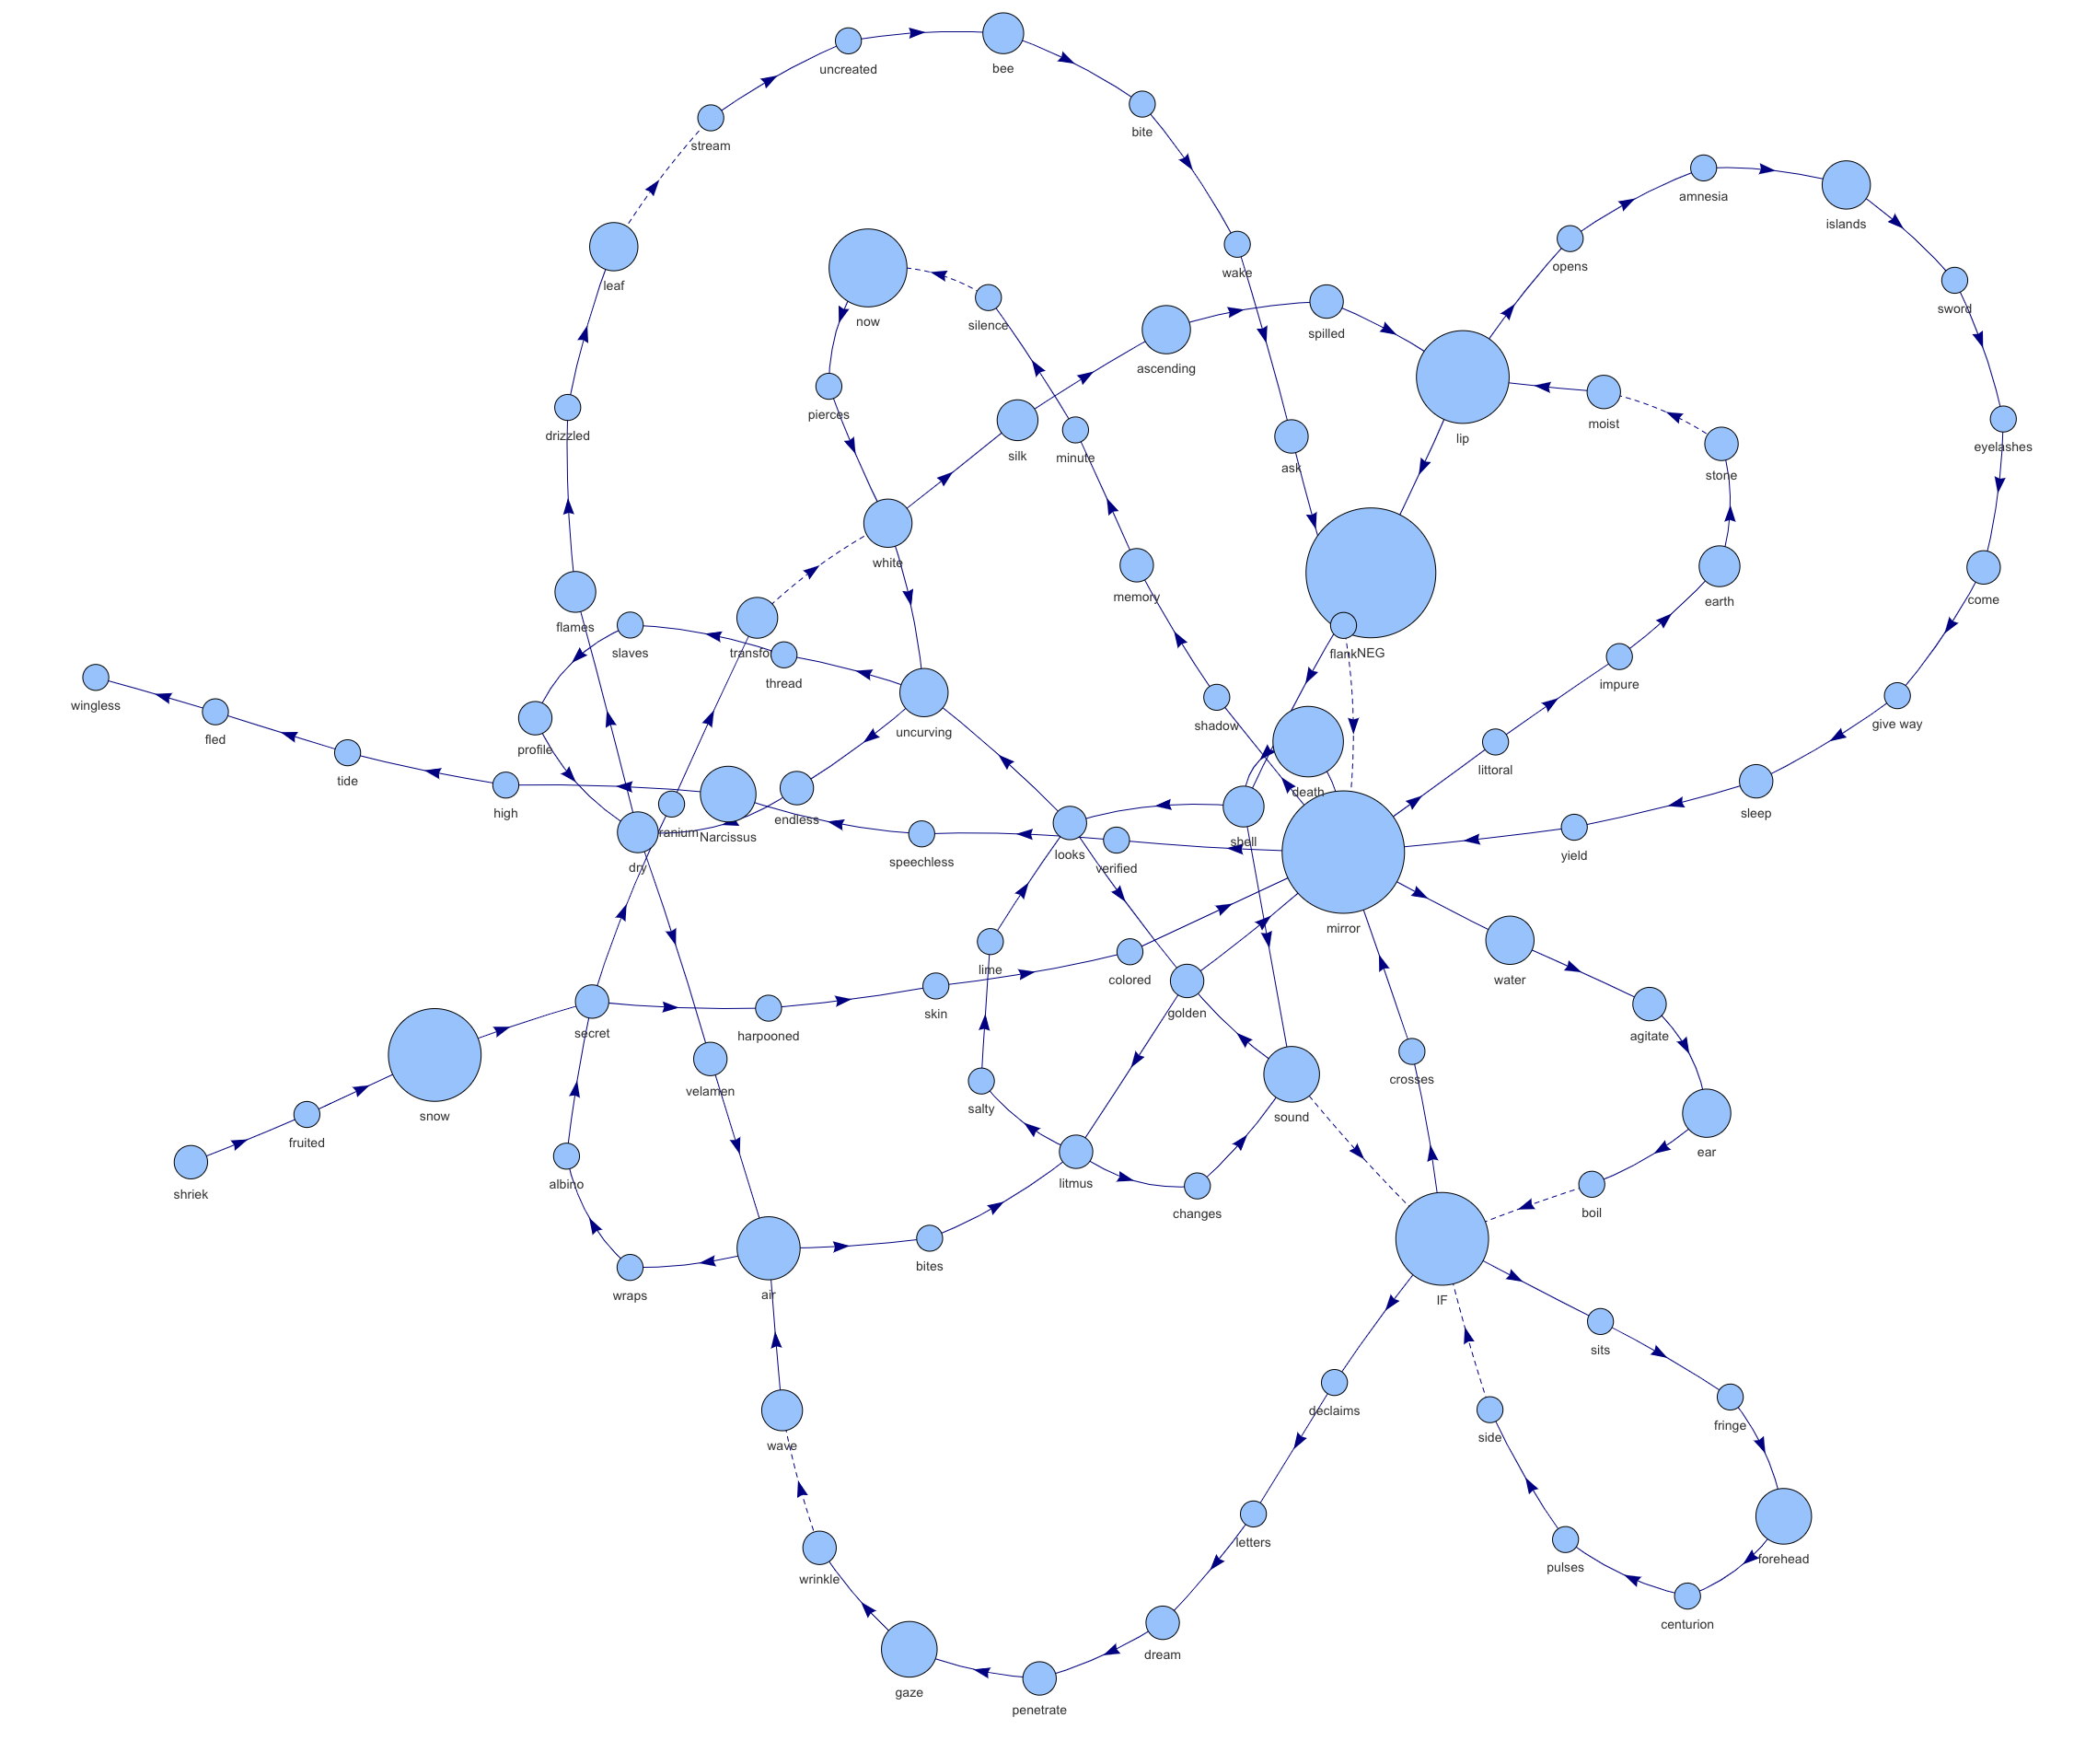 bee
uncreated
bite
stream
amnesia
islands
opens
wake
leaf
sword
now
silence
spilled
ascending
pierces
moist
drizzled
lip
eyelashes
silk
minute
ask
stone
white
memory
come
earth
flames
slaves
transfo
thread
flank
NEG
impure
wingless
shadow
give way
uncurving
fled
profile
littoral
tide
death
high
endless
sleep
ranium
Narcissus
shell
looks
yield
speechless
verified
dry
mirror
lime
colored
water
golden
skin
secret
harpooned
agitate
crosses
velamen
salty
snow
sound
fruited
ear
albino
litmus
shriek
changes
boil
bites
air
wraps
IF
sits
declaims
fringe
side
wave
letters
forehead
pulses
wrinkle
centurion
dream
gaze
penetrate